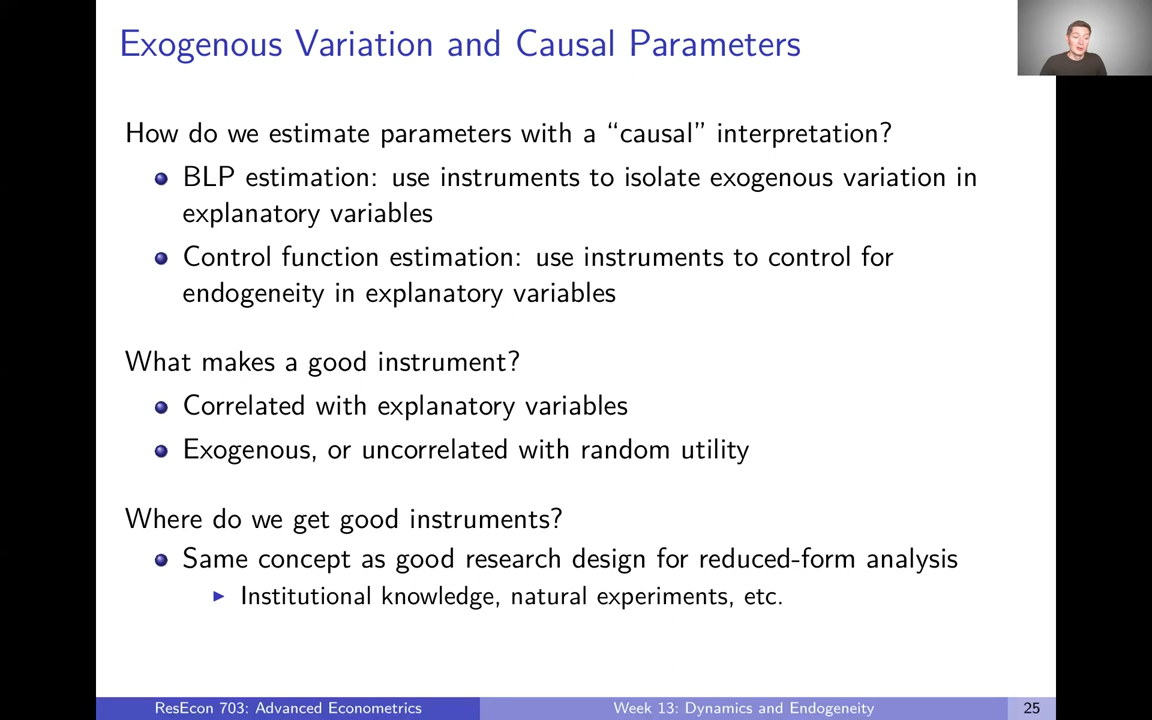 Exogenous Variation and Causal Parameters
How do we estimate parameters with a “causal” interpretation?
BLP estimation: use instruments to isolate exogenous variation in
explanatory variables
Control function estimation: use instruments to control for
endogeneity in explanatory variables
What makes a good instrument?
Correlated with explanatory variables
Exogenous, or uncorrelated with random utility
Where do we get good instruments?
Same concept as good research design for reduced-form analysis
Institutional knowledge, natural experiments, etc.
ResEcon 703: Advanced Econometrics
Week 13: Dynamics and Endogeneity
25